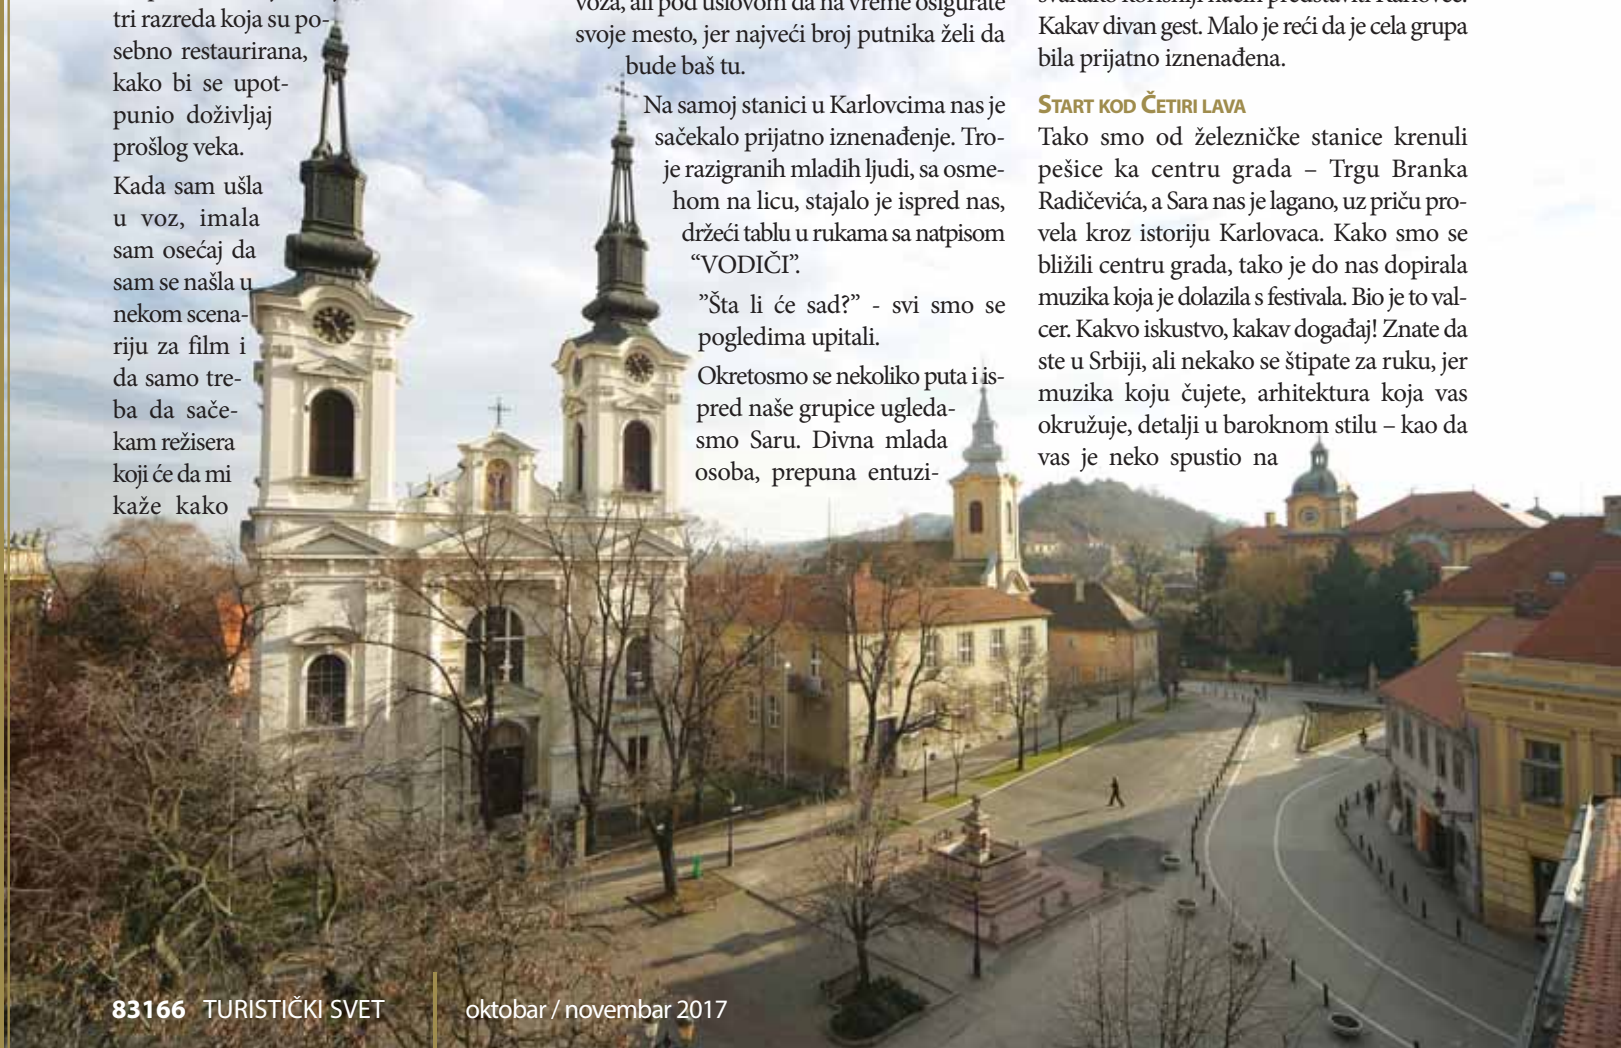 tri razreda koja su po-
sebno restaurirana,
kako bi se upot-
punio doživljaj
prošlog veka.
Kada sam ušla
u voz, imala
sam osećaj da
sam se našla u
nekom scena-
riju za film i
da samo tre-
ba da sače-
kam režisera
koji će da mi
kaže kako
voza, ali pod uslovom da na vreme osigurate
svoje mesto, jer najveći broj putnika želi da
bude baš tu.
Na samoj stanici u Karlovcima nas je
sačekalo prijatno iznenađenje. Tro-
je razigranih mladih ljudi, sa osme-
hom na licu, stajalo je ispred nas,
držeći tablu u rukama sa natpisom
“VODIČI”.
”Šta li će sad?” - svi smo se
pogledima upitali.
Okretosmo se nekoliko puta i is-
pred naše grupice ugleda-
smo Saru. Divna mlada
osoba, prepuna entuzi-
Kakav divan gest. Malo je reći da je cela grupa
bila prijatno iznenađena.
START KOD ČETIRI LAVA
Tako smo od železničke stanice krenuli
pešice ka centru grada – Trgu Branka
Radičevića, a Sara nas je lagano, uz priču pro-
vela kroz istoriju Karlovaca. Kako smo se
bližili centru grada, tako je do nas dopirala
muzika koja je dolazila s festivala. Bio je to val-
cer. Kakvo iskustvo, kakav događaj! Znate da
ste u Srbiji, ali nekako se štipate za ruku, jer
muzika koju čujete, arhitektura koja vas
okružuje, detalji u baroknom stilu – kao da
vas je neko spustio na
83166 TURISTIČKI SVET
oktobar / novembar 2017